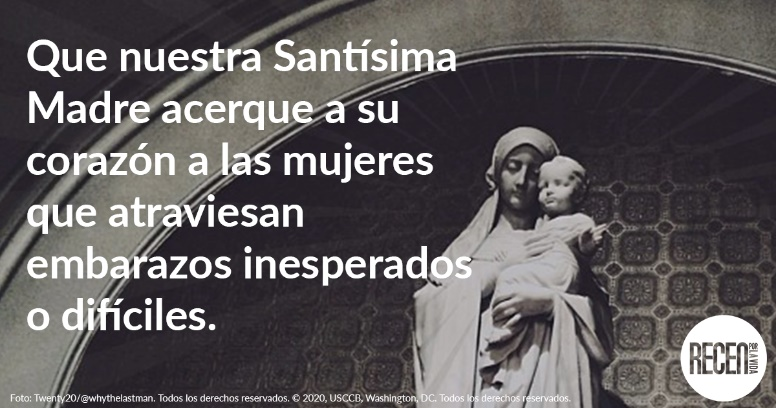 Que nuestra Santísima
Madre acerque a su
corazón a las mujeres
que atraviesan
embarazos inesperados
o difíciles.
RECEN
POR
LA VIDA
Foto: Twenty20/@whythelastman. Todos los derechos reservados. © 2020, USCCB, Washington, DC. Todos los derechos reservados.